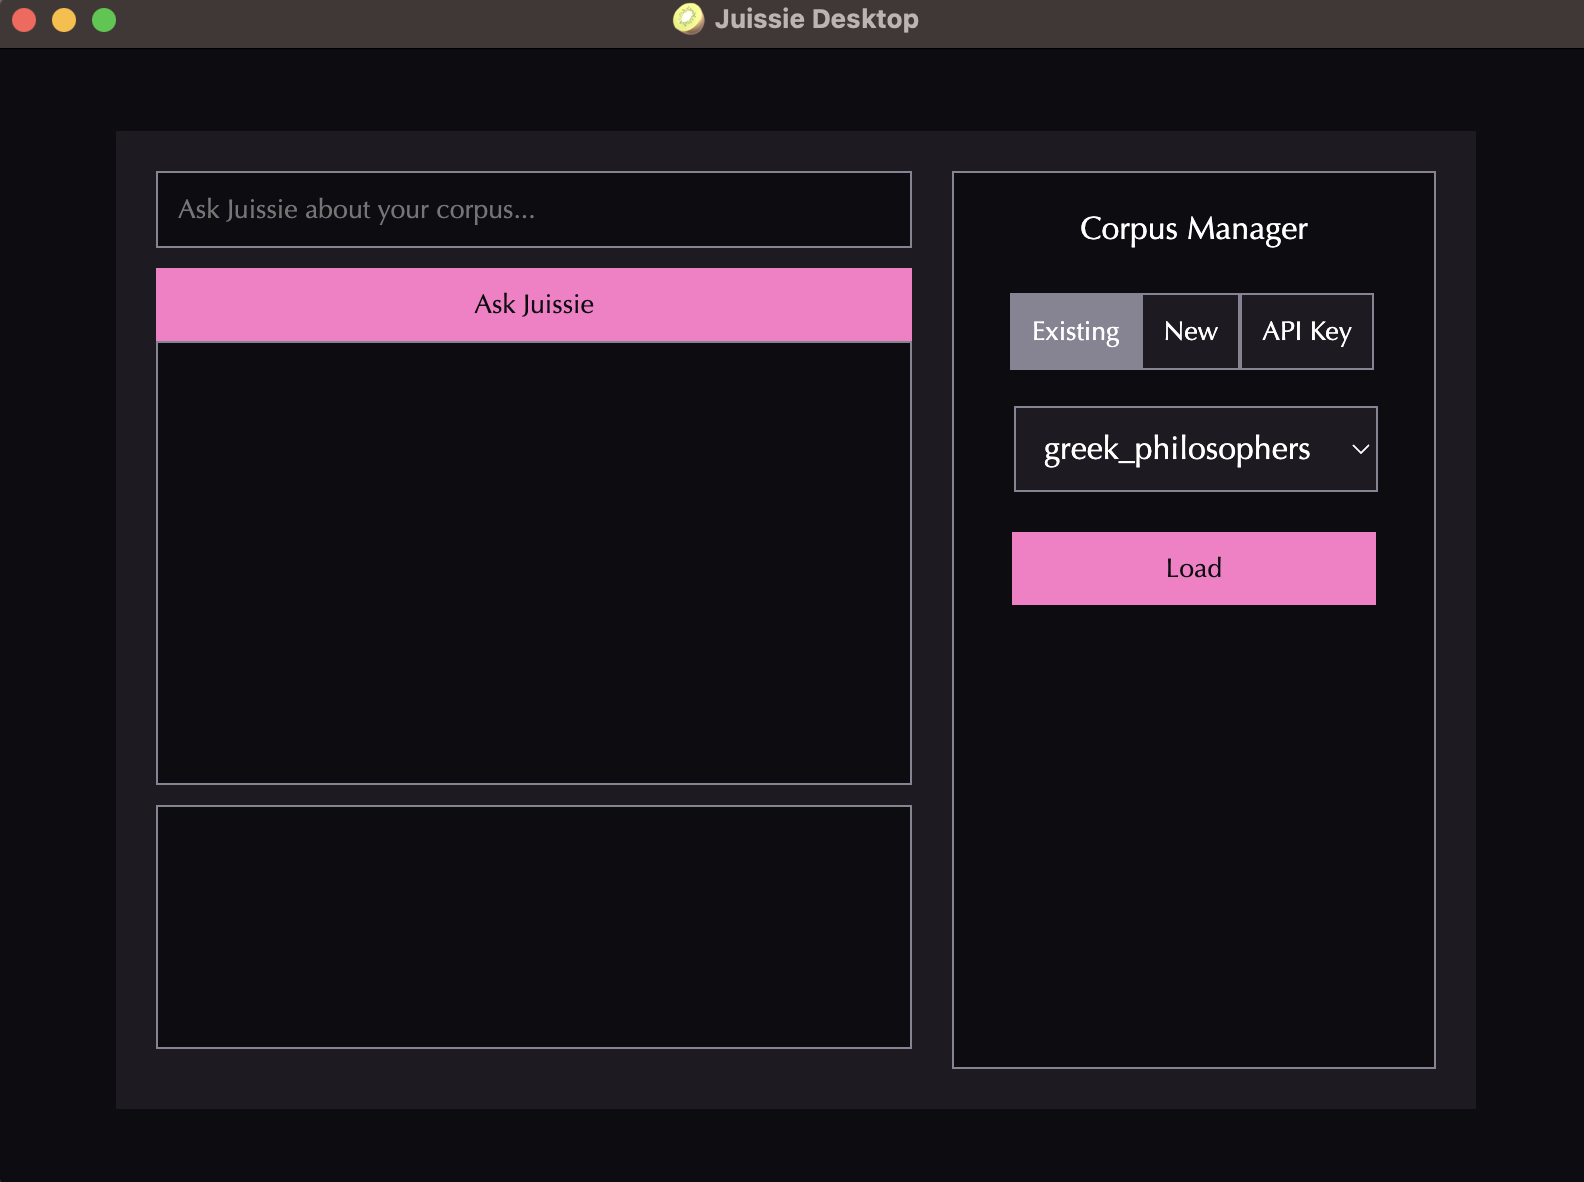 Juissie Desktop
Ask Juissie about your corpus...
Ask Juissie
Corpus Manager
Existing New API Key
greek_philosophers
Load